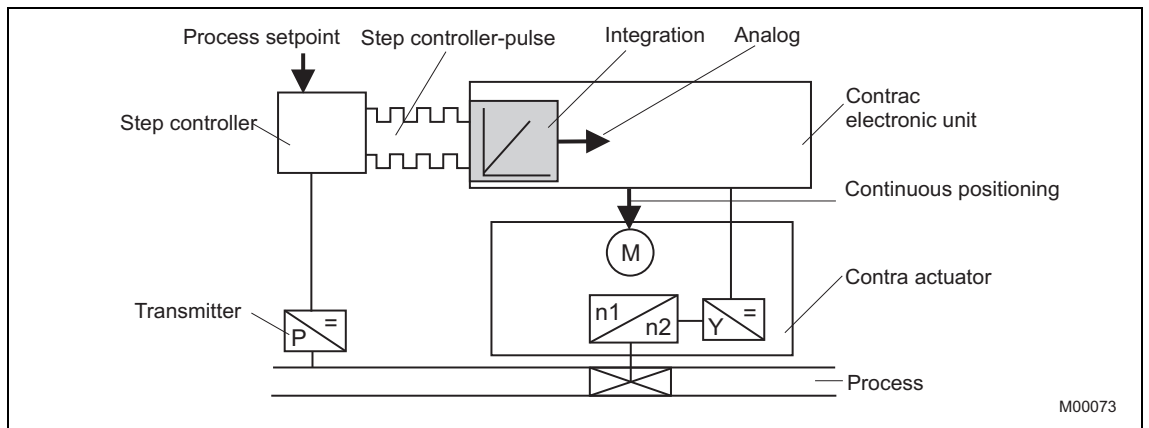 Process setpoint
Step controller-pulse
Integration
Analog
Step controller
Contrac
electronic unit
Continuous positioning
M
Contra actuator
Transmitter
P =
n1
n2
Y =
Process
M00073